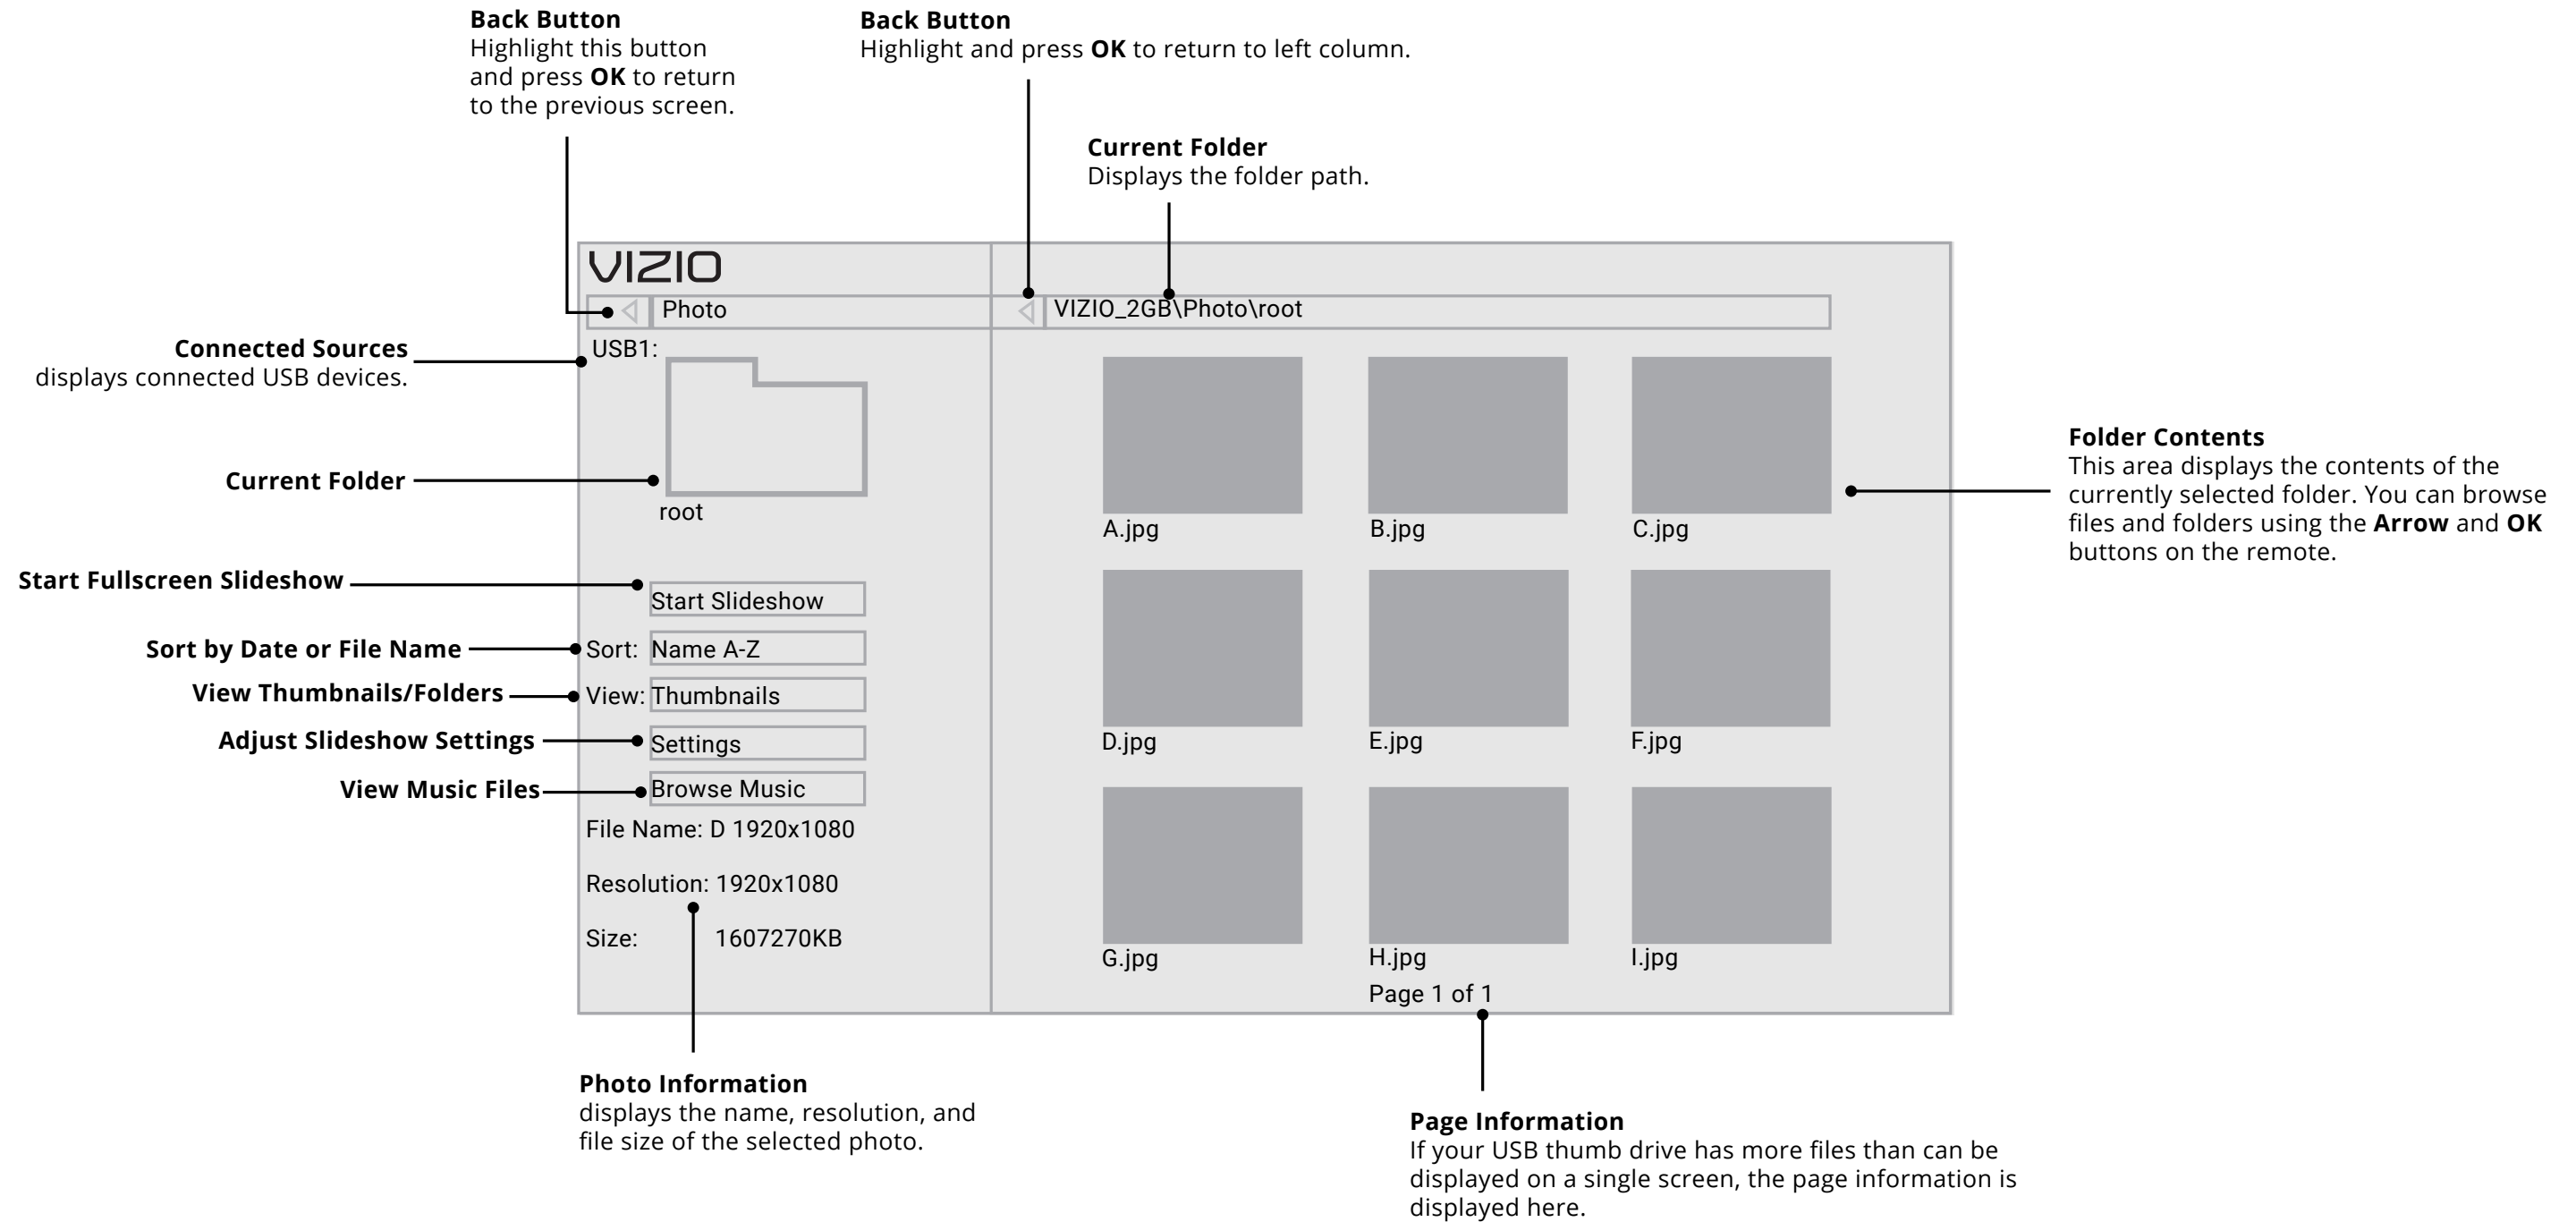 Back Button
Highlight this button
and press OK to return
to the previous screen.
Back Button
Highlight and press OK to return to left column.
Current Folder
Displays the folder path.
VIZIO
Photo
VIZIO_2GB\Photo\root
Connected Sources
displays connected USB devices.
USB1:
Current Folder
root
A.jpg
B.jpg
C.jpg
Folder Contents
This area displays the contents of the
currently selected folder. You can browse
files and folders using the Arrow and OK
buttons on the remote.
Start Fullscreen Slideshow
Start Slideshow
Sort by Date or File Name
Sort: Name A-Z
View Thumbnails/Folders
View: Thumbnails
Adjust Slideshow Settings
Settings
D.jpg
E.jpg
F.jpg
View Music Files
Browse Music
File Name: D 1920x1080
Resolution: 1920x1080
Size: 1607270KB
G.jpg
H.jpg
I.jpg
Page 1 of 1
Photo Information
displays the name, resolution, and
file size of the selected photo.
Page Information
If your USB thumb drive has more files than can be
displayed on a single screen, the page information is
displayed here.